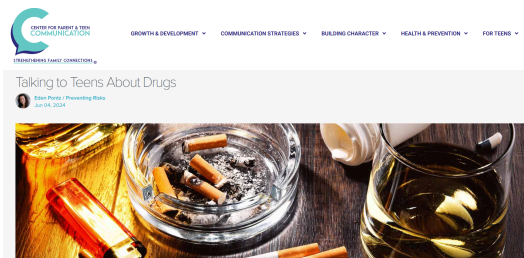 CENTER FOR PARENT & TEEN
COMMUNICATION
STRENGTHENING FAMILY CONNECTIONS
GROWTH & DEVELOPMENT
COMMUNICATION STRATEGIES
BUILDING CHARACTER
HEALTH & PREVENTION
FOR TEENS
Talking to Teens About Drugs
Eden Pontz / Preventing Risks
Jun 04, 2024